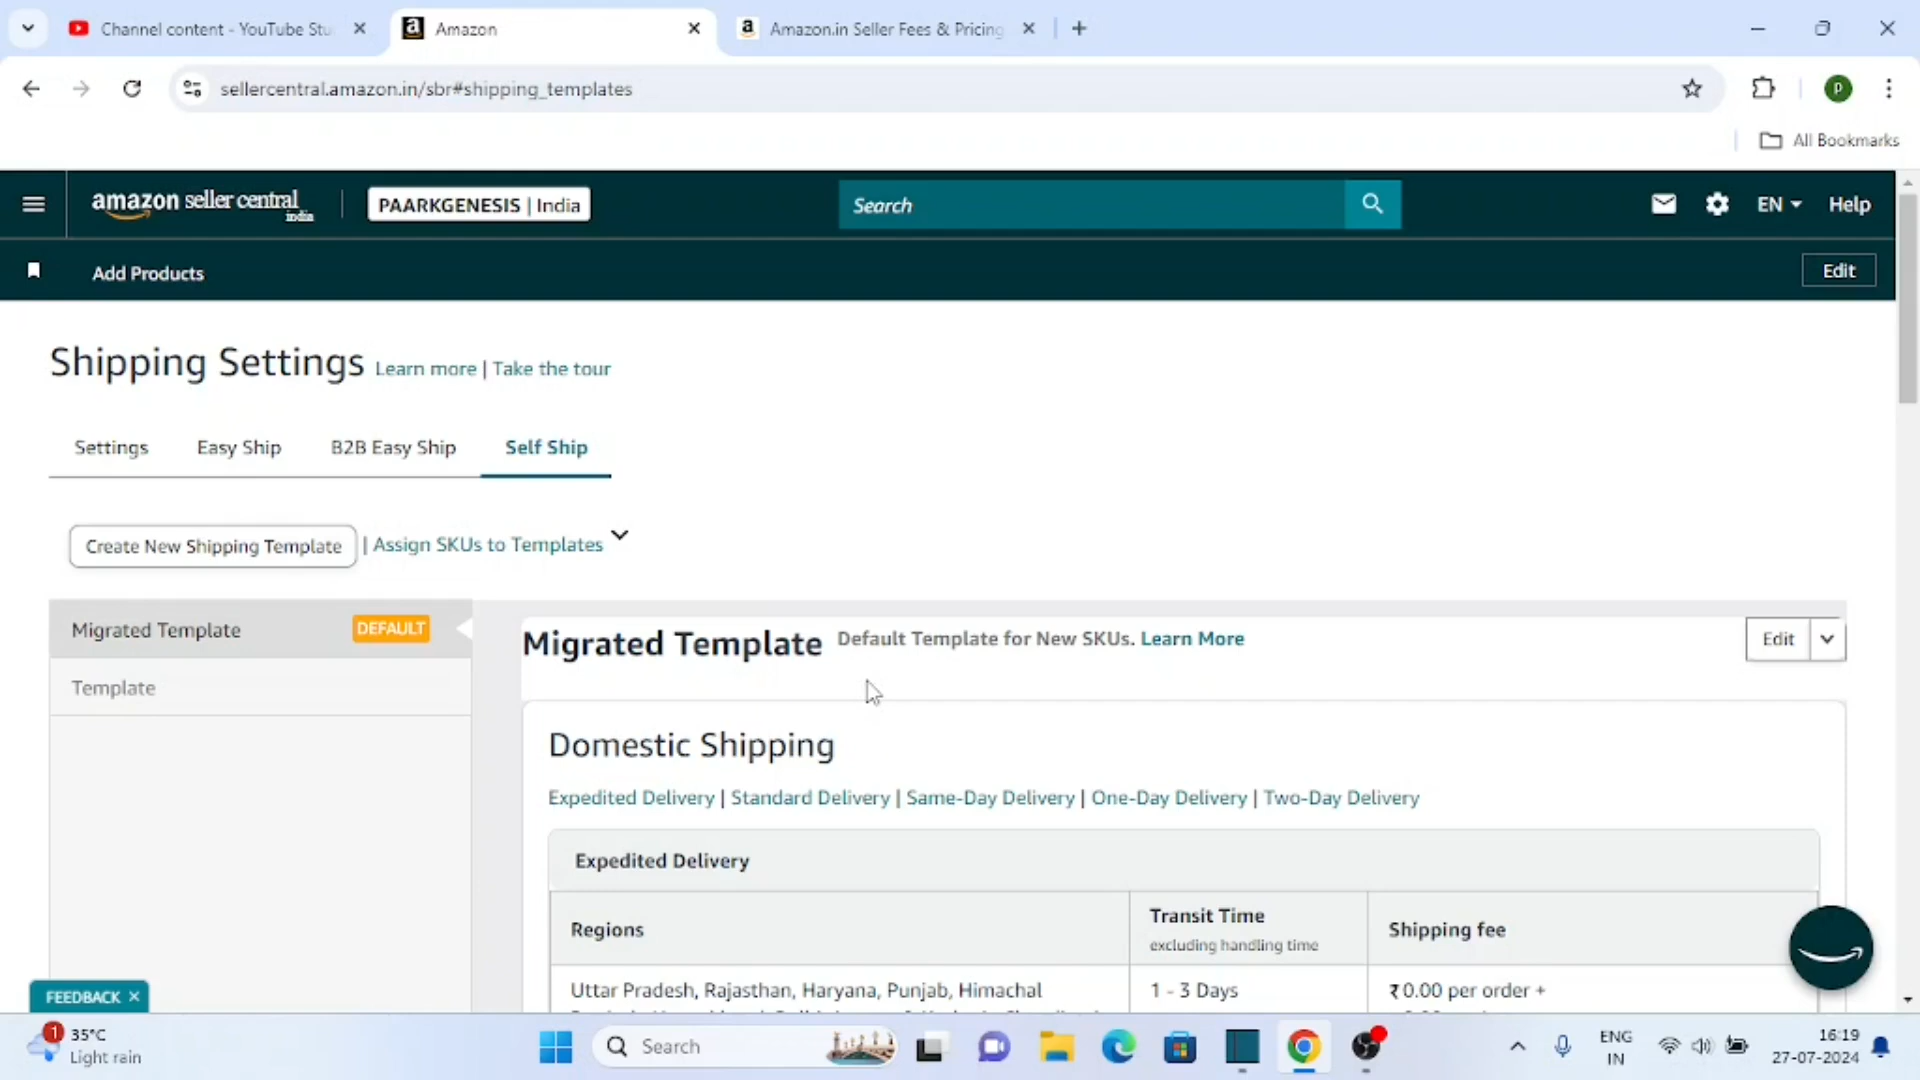 Channel content - YouTube Stu
Amazon
Amazon.in Seller Fees & Pricing
sellercentral.amazon.in/sbr#shipping_templates
P
All Bookmarks
amazon seller central
india
PAARKGENESIS | India
Search
EN
Help
Add Products
Edit
Shipping Settings Learn more | Take the tour
Settings Easy Ship B2B Easy Ship Self Ship
Create New Shipping Template | Assign SKUs to Templates
Migrated Template DEFAULT
Template
Migrated Template Default Template for New SKUs. Learn More
Edit
Domestic Shipping
Expedited Delivery | Standard Delivery | Same-Day Delivery | One-Day Delivery | Two-Day Delivery
Expedited Delivery
Regions
Transit Time
excluding handling time
Shipping fee
Uttar Pradesh, Rajasthan, Haryana, Punjab, Himachal
1 - 3 Days
₹0.00 per order +
FEEDBACK ×
1
35°C
Light rain
Search
ENG
IN
16:19
27-07-2024